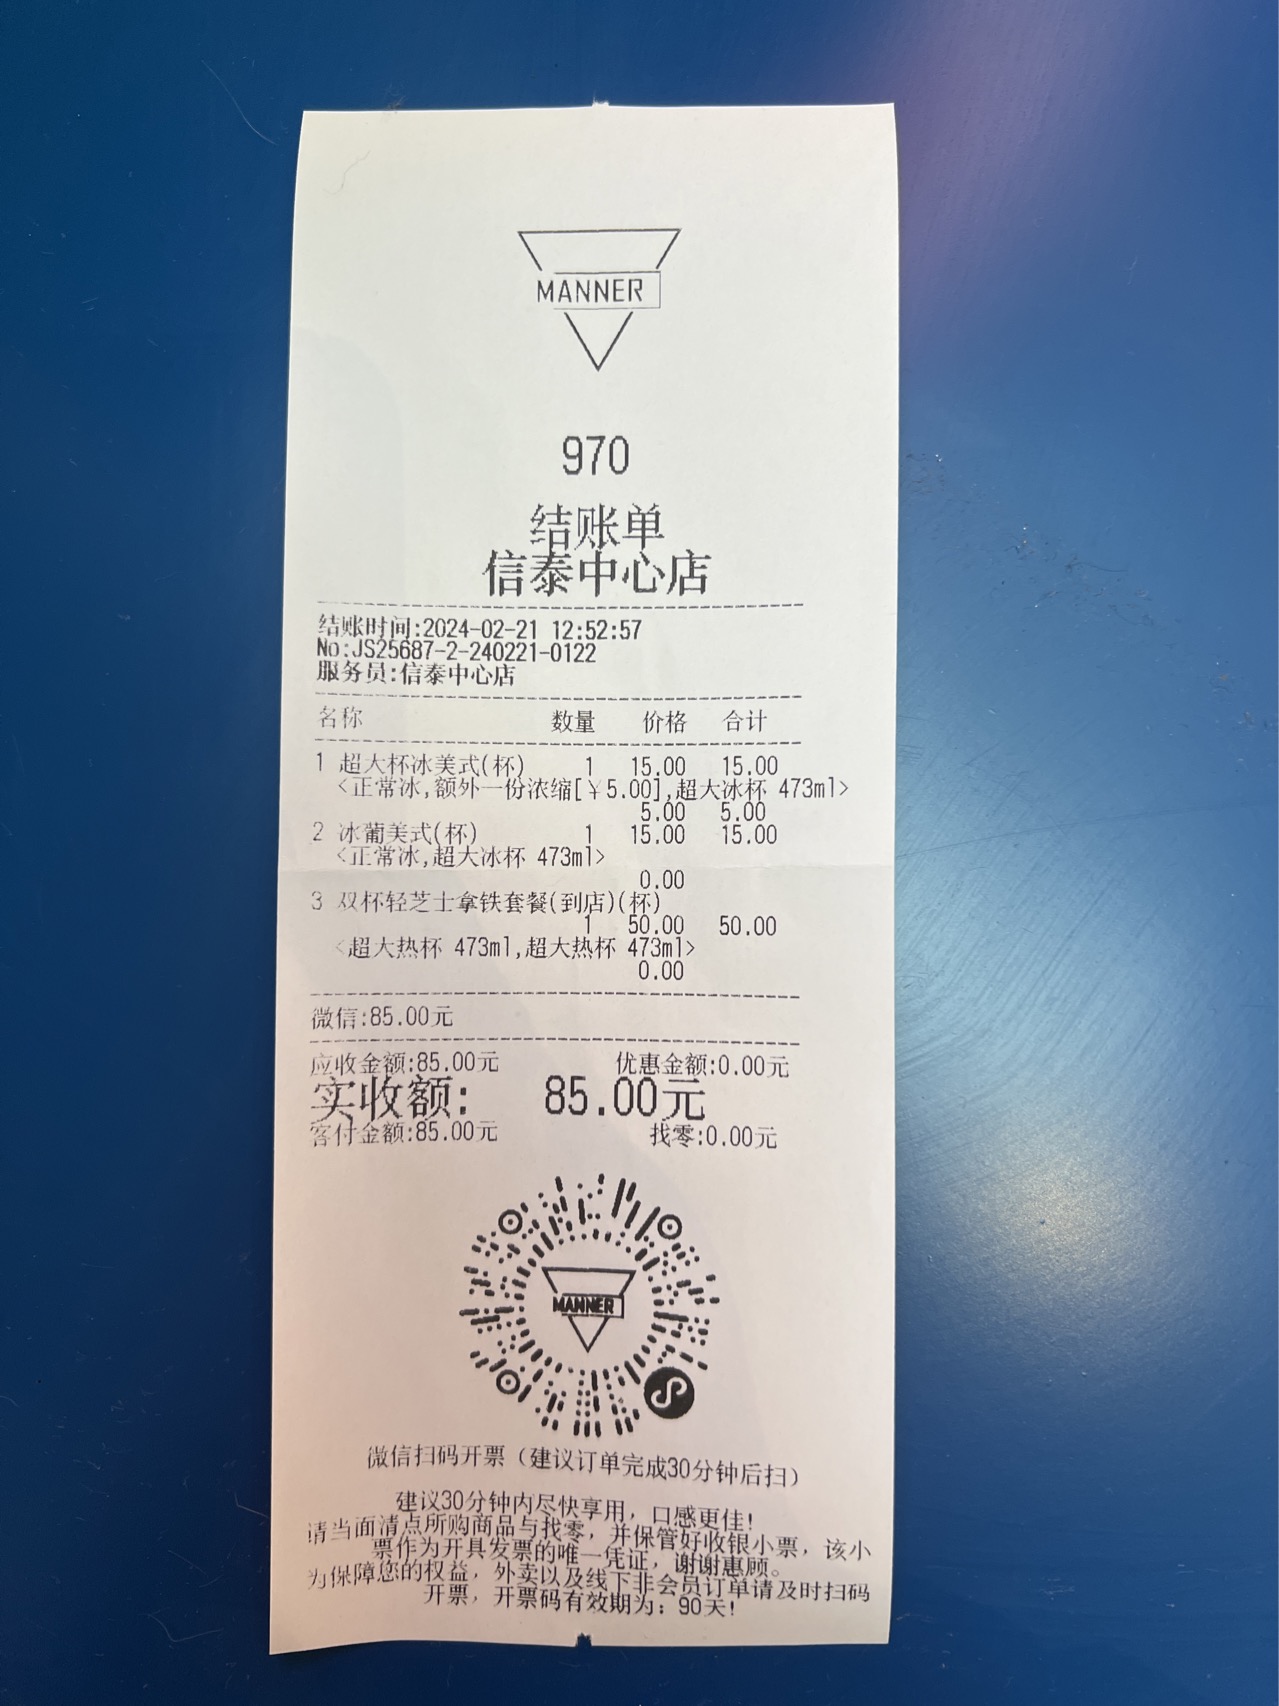 MANNER
970
结账单
信泰中心店
结账时间:2024-02-21 12:52:57
No:JS25687-2-240221-0122
服务员:信泰中心店
名称 数量 价格 合计
1 超大杯冰美式(杯) 1 15.00 15.00
<正常冰,额外一份浓缩[￥5.00],超大冰杯 473ml>
5.00 5.00
2 冰葡美式(杯) 1 15.00 15.00
<正常冰,超大冰杯 473ml>
0.00
3 双杯轻芝士拿铁套餐(到店)(杯)
1 50.00 50.00
<超大热杯 473ml,超大热杯 473ml>
0.00
微信:85.00元
应收金额:85.00元 优惠金额:0.00元
实收额: 85.00元
客付金额:85.00元 找零:0.00元
MANNER
微信扫码开票（建议订单完成30分钟后扫）
建议30分钟内尽快享用，口感更佳!
请当面清点所购商品与找零，并保管好收银小票，该小
票作为开具发票的唯一凭证，谢谢惠顾。
为保障您的权益，外卖以及线下非会员订单请及时扫码
开票，开票码有效期为：90天!